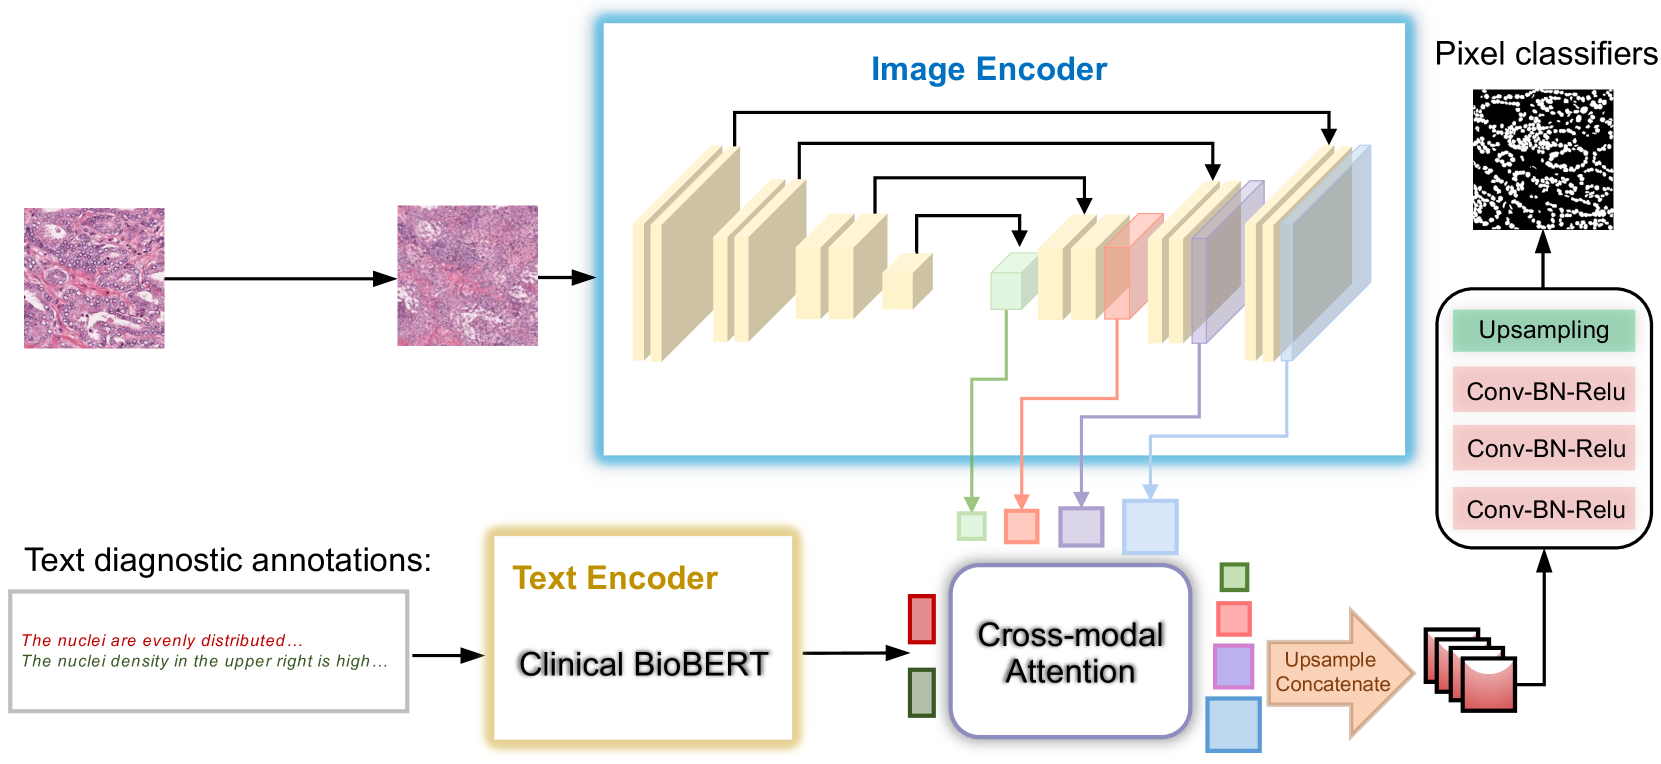 Image Encoder
Pixel classifiers
Upsampling
Conv-BN-Relu
Conv-BN-Relu
Conv-BN-Relu
Text diagnostic annotations:
The nuclei are evenly distributed...
The nuclei density in the upper right is high...
Text Encoder
Clinical BioBERT
Cross-modal
Attention
Upsample
Concatenate